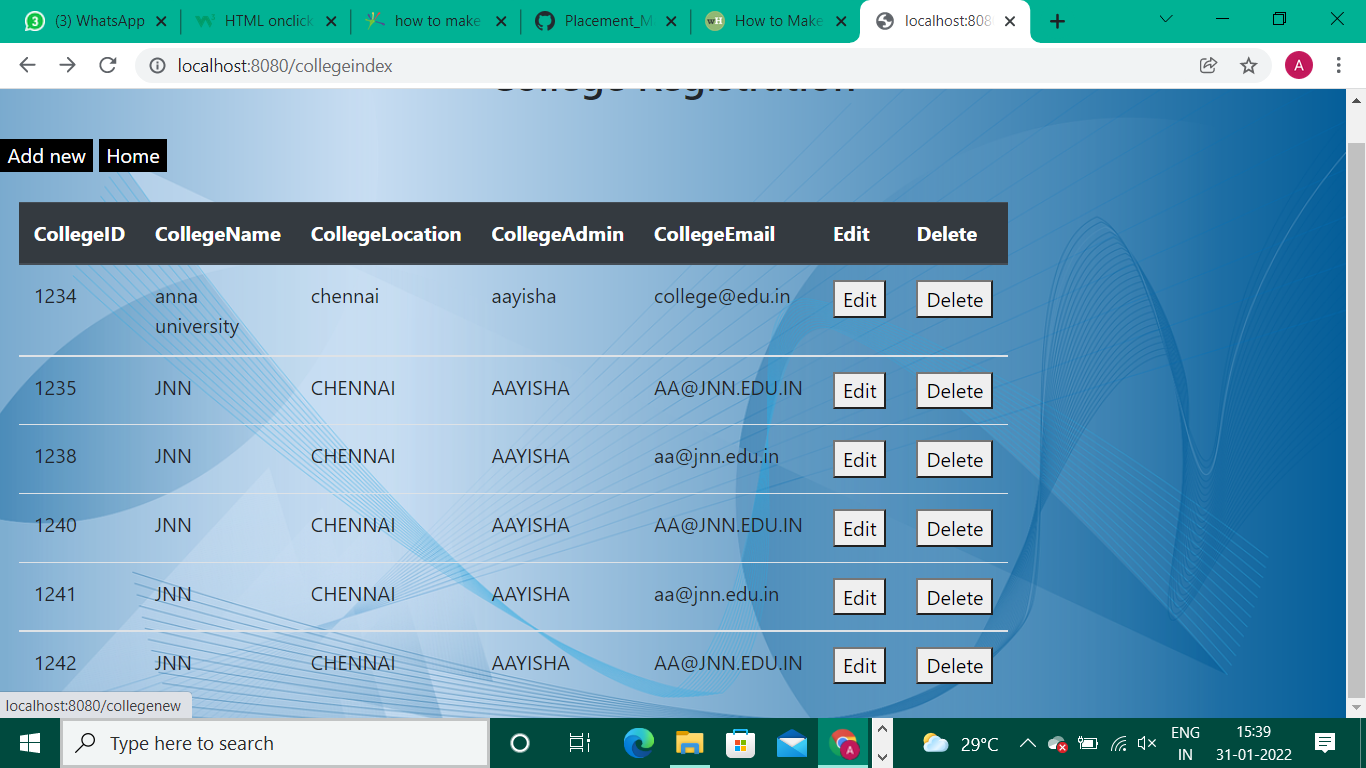 (3) WhatsApp HTML onclick how to make Placement_M How to Make localhost:808
localhost:8080/collegeindex A
College Registration
Add new Home
CollegeID CollegeName CollegeLocation CollegeAdmin CollegeEmail Edit Delete
1234 anna chennai aayisha college@edu.in Edit Delete
university
1235 JNN CHENNAI AAYISHA AA@JNN.EDU.IN Edit Delete
1238 JNN CHENNAI AAYISHA aa@jnn.edu.in Edit Delete
1240 JNN CHENNAI AAYISHA AA@JNN.EDU.IN Edit Delete
1241 JNN CHENNAI AAYISHA aa@jnn.edu.in Edit Delete
1242 JNN CHENNAI AAYISHA AA@JNN.EDU.IN Edit Delete
localhost:8080/collegenew
Type here to search A 29°C ENG 15:39
IN 31-01-2022